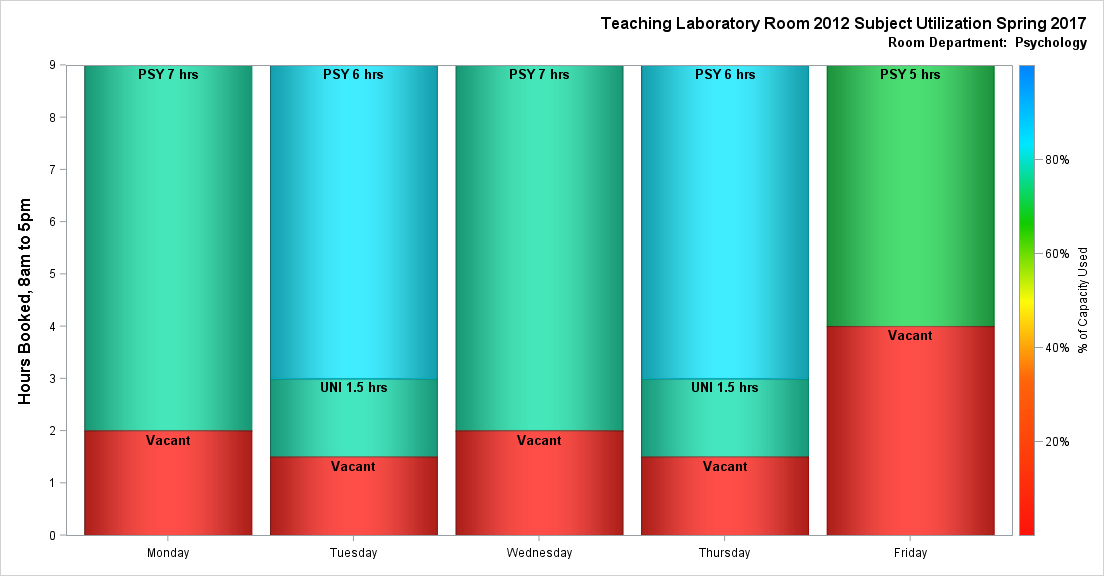 Teaching Laboratory Room 2012 Subject Utilization Spring 2017
Room Department:  Psychology
Hours Booked, 8am to 5pm
9
8
7
6
5
4
3
2
1
0
PSY 7 hrs
Vacant
PSY 6 hrs
UNI 1.5 hrs
Vacant
PSY 7 hrs
Vacant
PSY 6 hrs
UNI 1.5 hrs
Vacant
PSY 5 hrs
Vacant
Monday
Tuesday
Wednesday
Thursday
Friday
80%
60%
40%
20%
% of Capacity Used